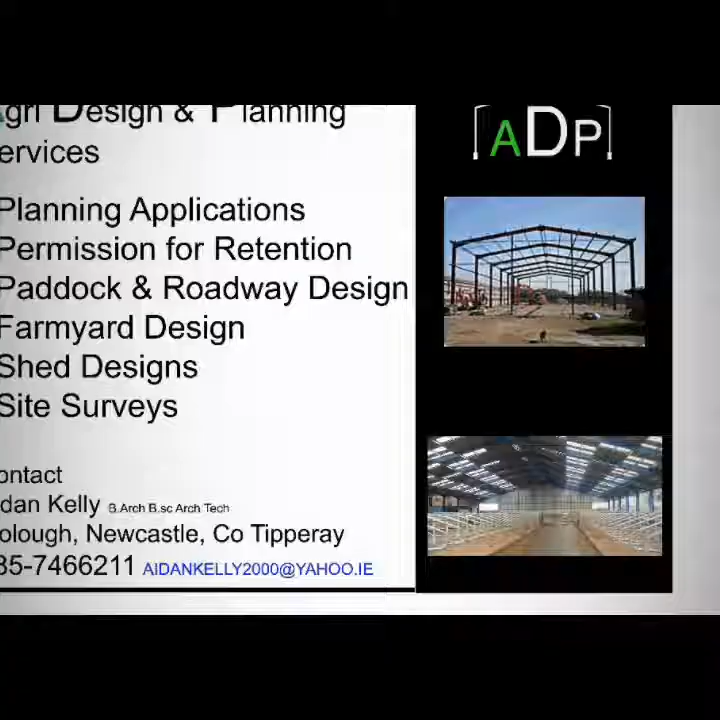 gri Design & Planning
ervices
Planning Applications
Permission for Retention
Paddock & Roadway Design
Farmyard Design
Shed Designs
Site Surveys
ontact
idan Kelly B.Arch B.sc Arch Tech
olough, Newcastle, Co Tipperay
85-7466211 AIDANKELLY2000@YAHOO.IE
[ADP]